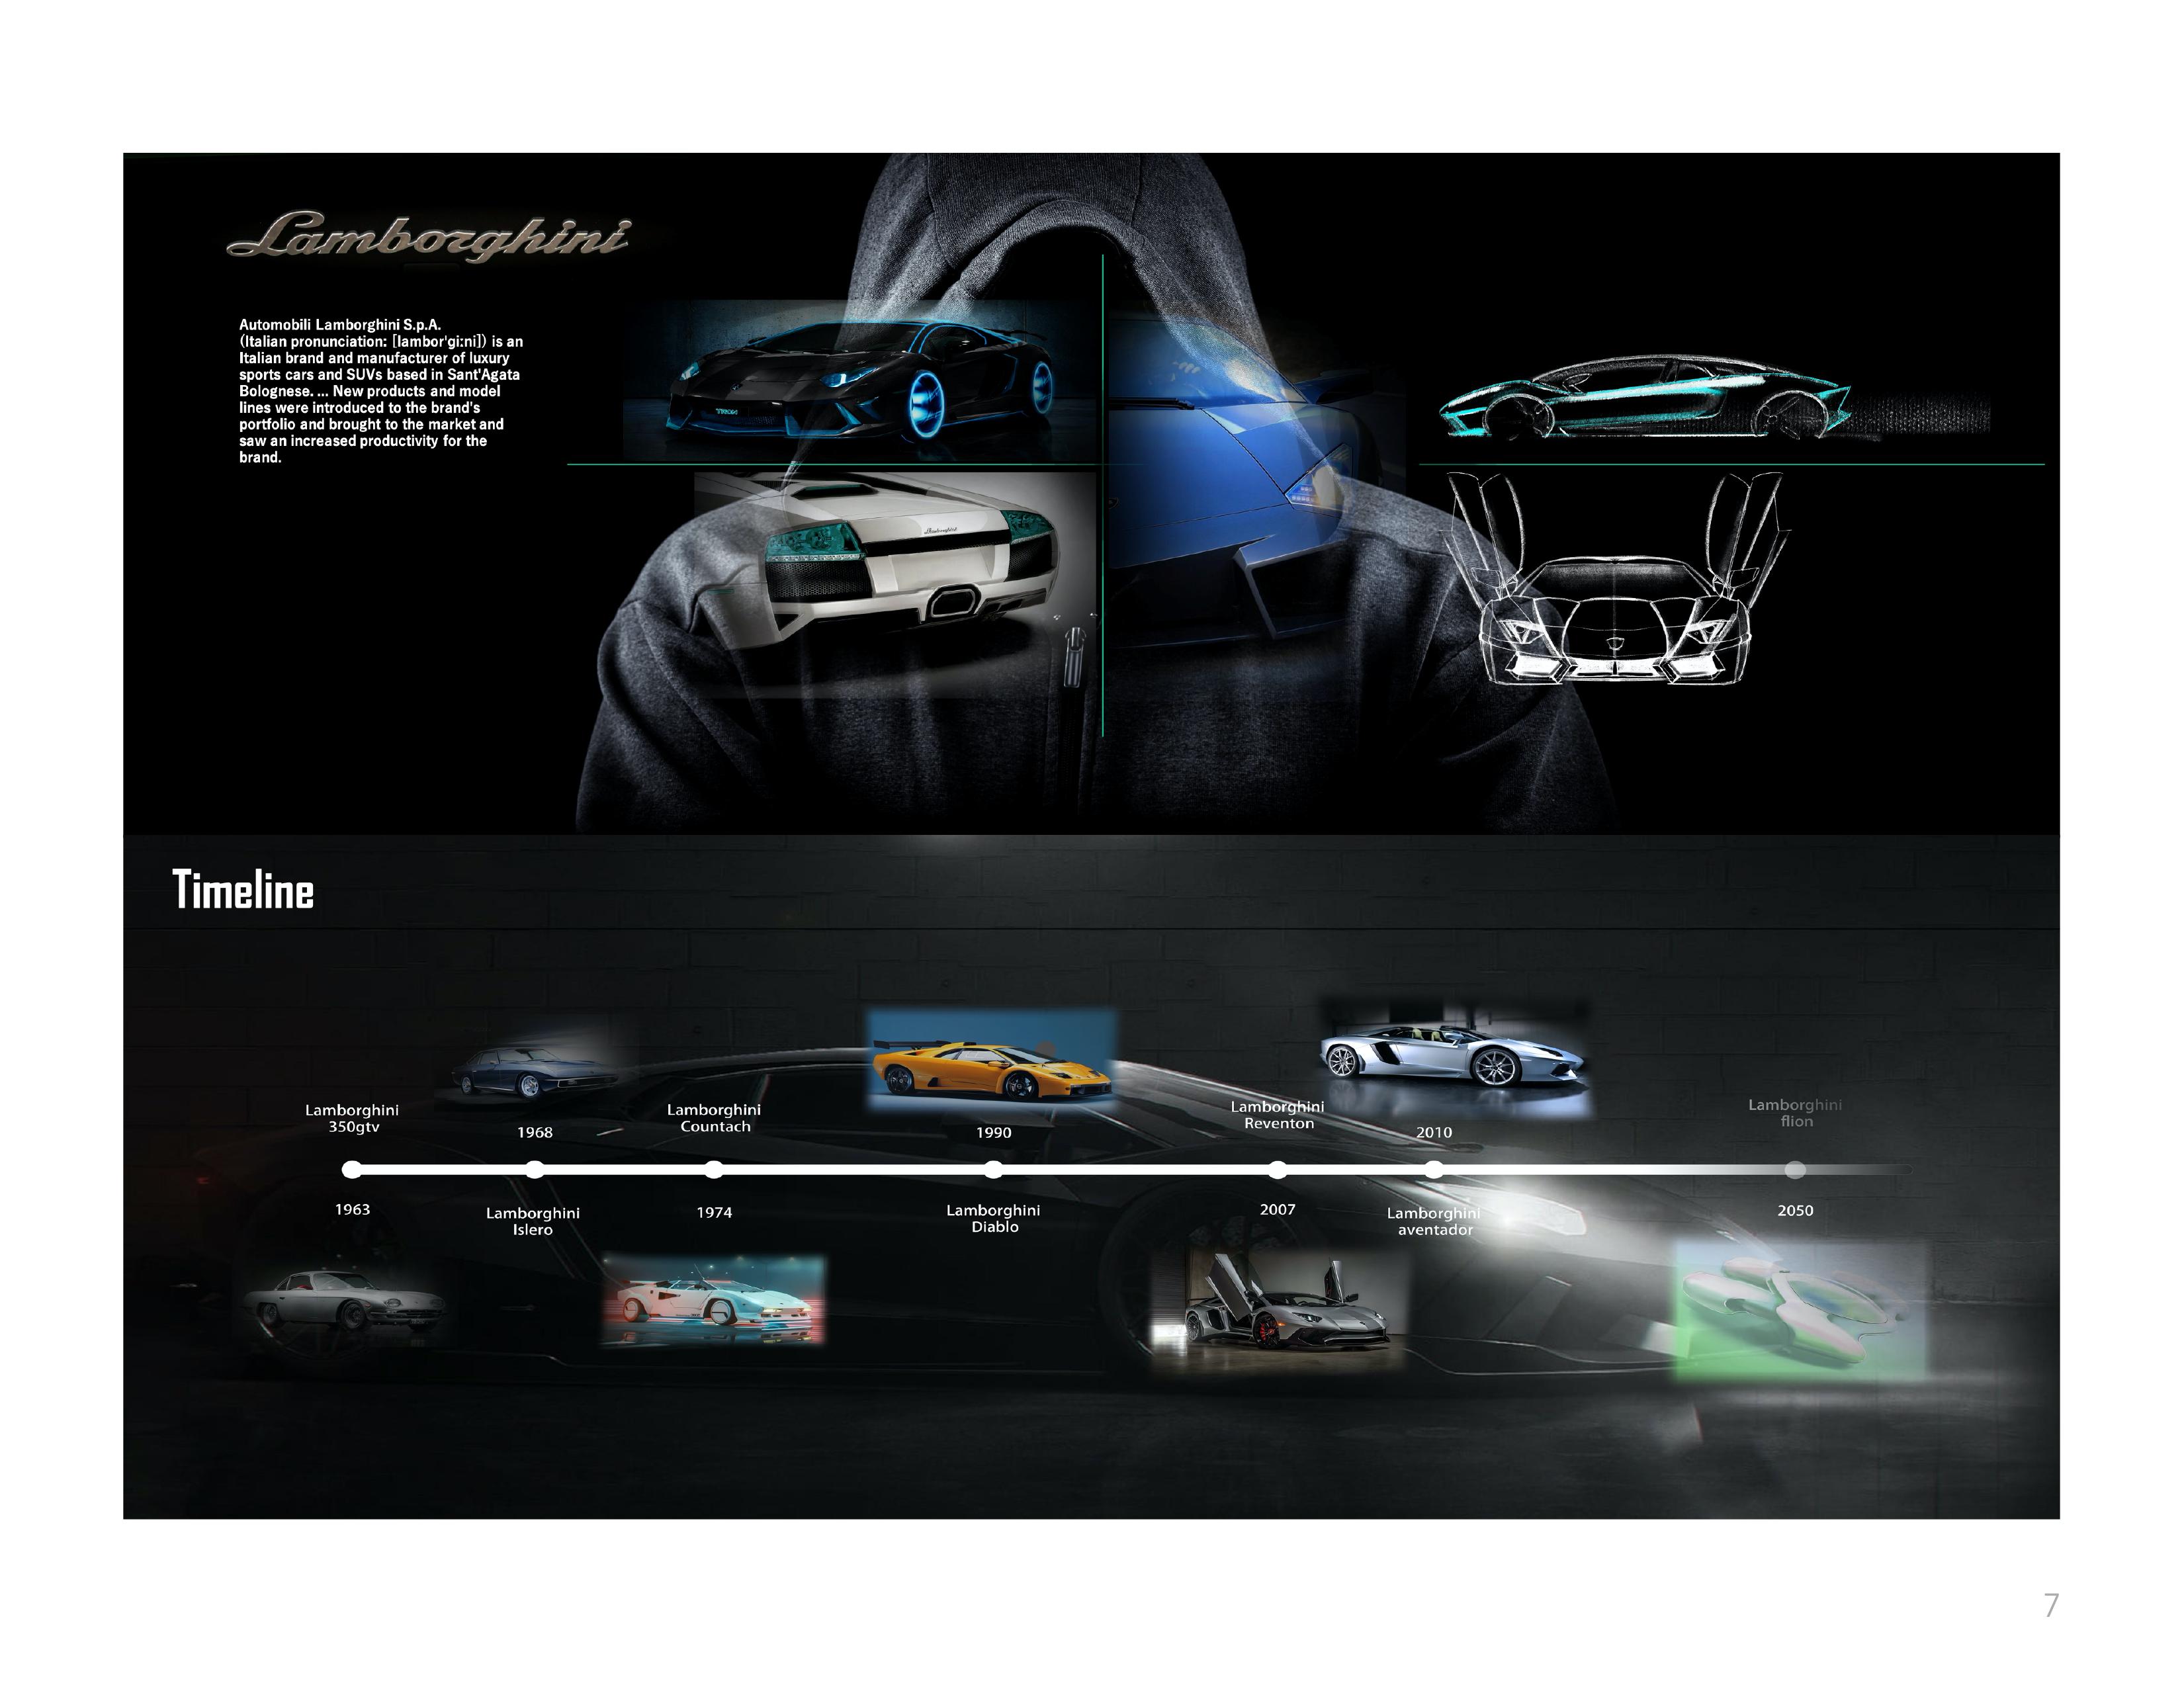 Lamborghini
Automobili Lamborghini S.p.A.
(Italian pronunciation: [lambor'gi:ni]) is an
Italian brand and manufacturer of luxury
sports cars and SUVs based in Sant'Agata
Bolognese. ... New products and model
lines were introduced to the brand's
portfolio and brought to the market and
saw an increased productivity for the
brand.
TRON
Lamborghini
Timeline
Lamborghini
350gtv
1963
1968
Lamborghini
Islero
Lamborghini
Countach
1974
1990
Lamborghini
Diablo
Lamborghini
Reventon
2007
2010
Lamborghini
aventador
Lamborghini
flion
2050
7